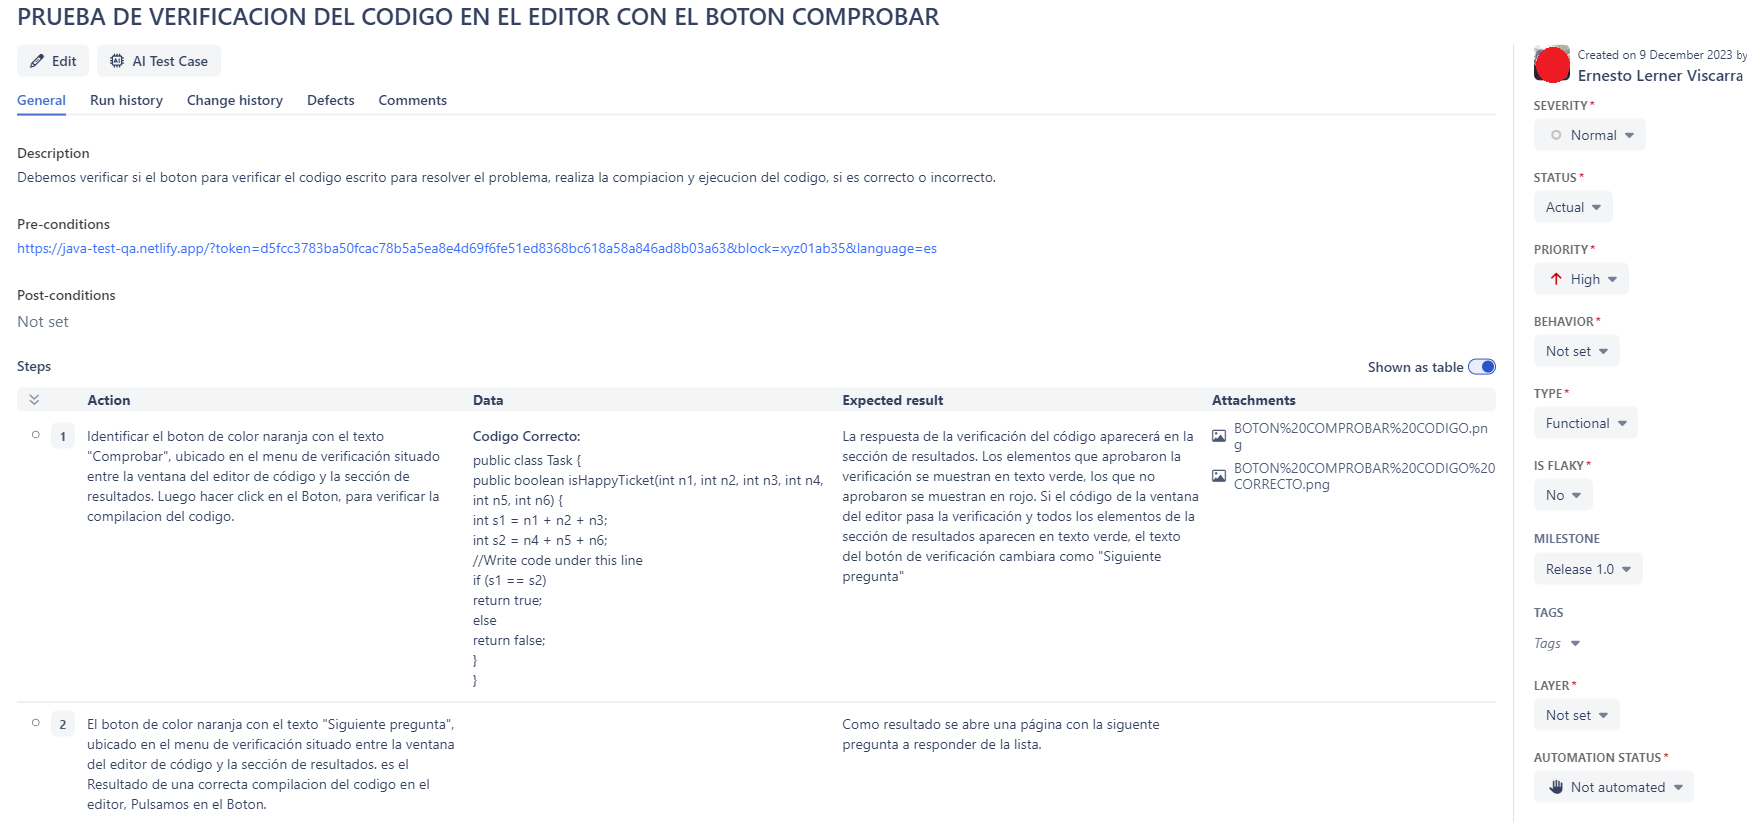 PRUEBA DE VERIFICACION DEL CODIGO EN EL EDITOR CON EL BOTON COMPROBAR
Edit
AI Test Case
General
Run history
Change history
Defects
Comments
Description
Debemos verificar si el boton para verificar el codigo escrito para resolver el problema, realiza la compiacion y ejecucion del codigo, si es correcto o incorrecto.
Pre-conditions
https://java-test-qa.netlify.app/?token=d5fcc3783ba50fcac78b5a5ea8e4d69f6fe51ed8368bc618a58a846ad8b03a63&block=xyz01ab35&language=es
Post-conditions
Not set
Steps
Shown as table
Action
Data
Expected result
Attachments
1
Identificar el boton de color naranja con el texto
"Comprobar", ubicado en el menu de verificación situado
entre la ventana del editor de código y la sección de
resultados. Luego hacer click en el Boton, para verificar la
compilacion del codigo.
Codigo Correcto:
public class Task {
public boolean isHappyTicket(int n1, int n2, int n3, int n4,
int n5, int n6) {
int s1 = n1 + n2 + n3;
int s2 = n4 + n5 + n6;
//Write code under this line
if (s1 == s2)
return true;
else
return false;
}
}
La respuesta de la verificación del código aparecerá en la
sección de resultados. Los elementos que aprobaron la
verificación se muestran en texto verde, los que no
aprobaron se muestran en rojo. Si el código de la ventana
del editor pasa la verificación y todos los elementos de la
sección de resultados aparecen en texto verde, el texto
del botón de verificación cambiara como "Siguiente
pregunta"
BOTON%20COMPROBAR%20CODIGO.pn
g
BOTON%20COMPROBAR%20CODIGO%20
CORRECTO.png
2
El boton de color naranja con el texto "Siguiente pregunta",
ubicado en el menu de verificación situado entre la ventana
del editor de código y la sección de resultados. es el
Resultado de una correcta compilacion del codigo en el
editor, Pulsamos en el Boton.
Como resultado se abre una página con la siguente
pregunta a responder de la lista.
Created on 9 December 2023 by
Ernesto Lerner Viscarra
SEVERITY*
Normal
STATUS*
Actual
PRIORITY*
High
BEHAVIOR*
Not set
TYPE*
Functional
IS FLAKY*
No
MILESTONE
Release 1.0
TAGS
Tags
LAYER*
Not set
AUTOMATION STATUS*
Not automated